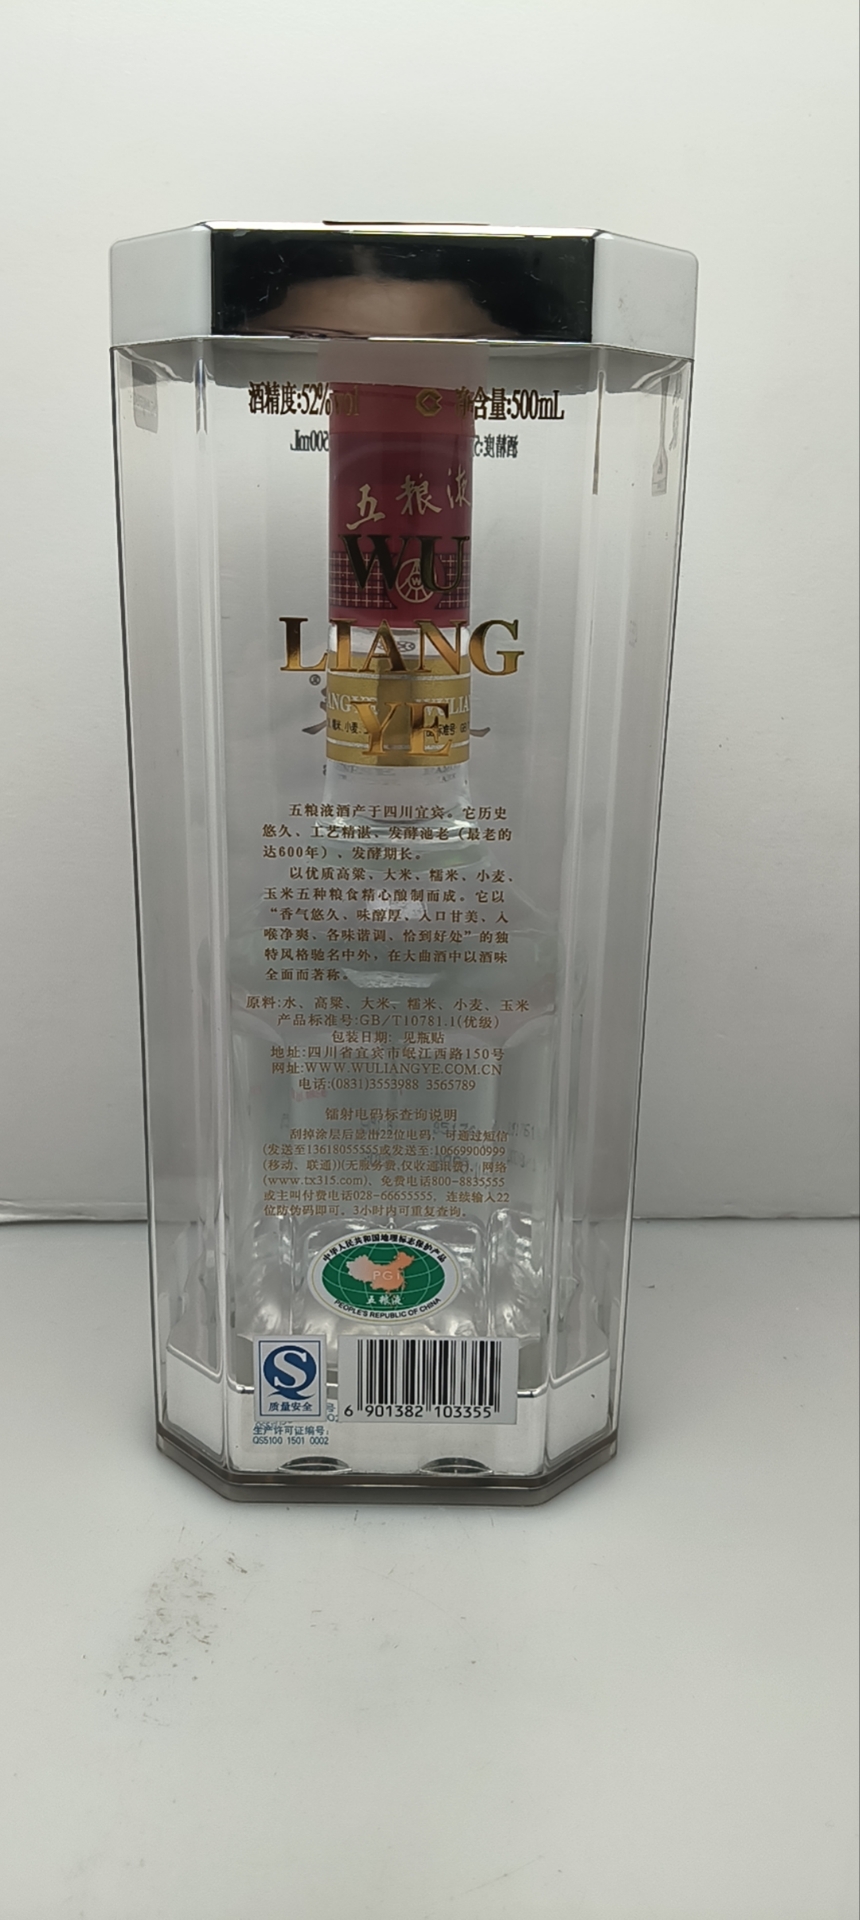 酒精度:52%vol 净含量:500mL
五粮液
WU
LIANG
YE
五粮液酒产于四川宜宾。它历史
悠久、工艺精湛、发酵池老（最老的
达600年）、发酵期长。
以优质高粱、大米、糯米、小麦、
玉米五种粮食精心酿制而成。它以
“香气悠久、味醇厚、入口甘美、入
喉净爽、各味谐调、恰到好处”的独
特风格驰名中外，在大曲酒中以酒味
全面而著称。
原料:水、高粱、大米、糯米、小麦、玉米
产品标准号:GB/T10781.1(优级)
包装日期: 见瓶贴
地址:四川省宜宾市岷江西路150号
网址:WWW.WULIANGYE.COM.CN
电话:(0831)3553988 3565789
镭射电码标查询说明
刮掉涂层后显出22位电码，可通过短信
(发送至13618055555或发送至:10669900999
(移动、联通))(无服务费,仅收通讯费)，网络
(www.tx315.com)，免费电话800-8835555
或主叫付费电话028-66655555，连续输入22
位防伪码即可。3小时内可重复查询。
中华人民共和国地理标志保护产品
PGI
五粮液
PEOPLE'S REPUBLIC OF CHINA
质量安全
生产许可证编号:
QS5100 1501 0002
6 901382 103355